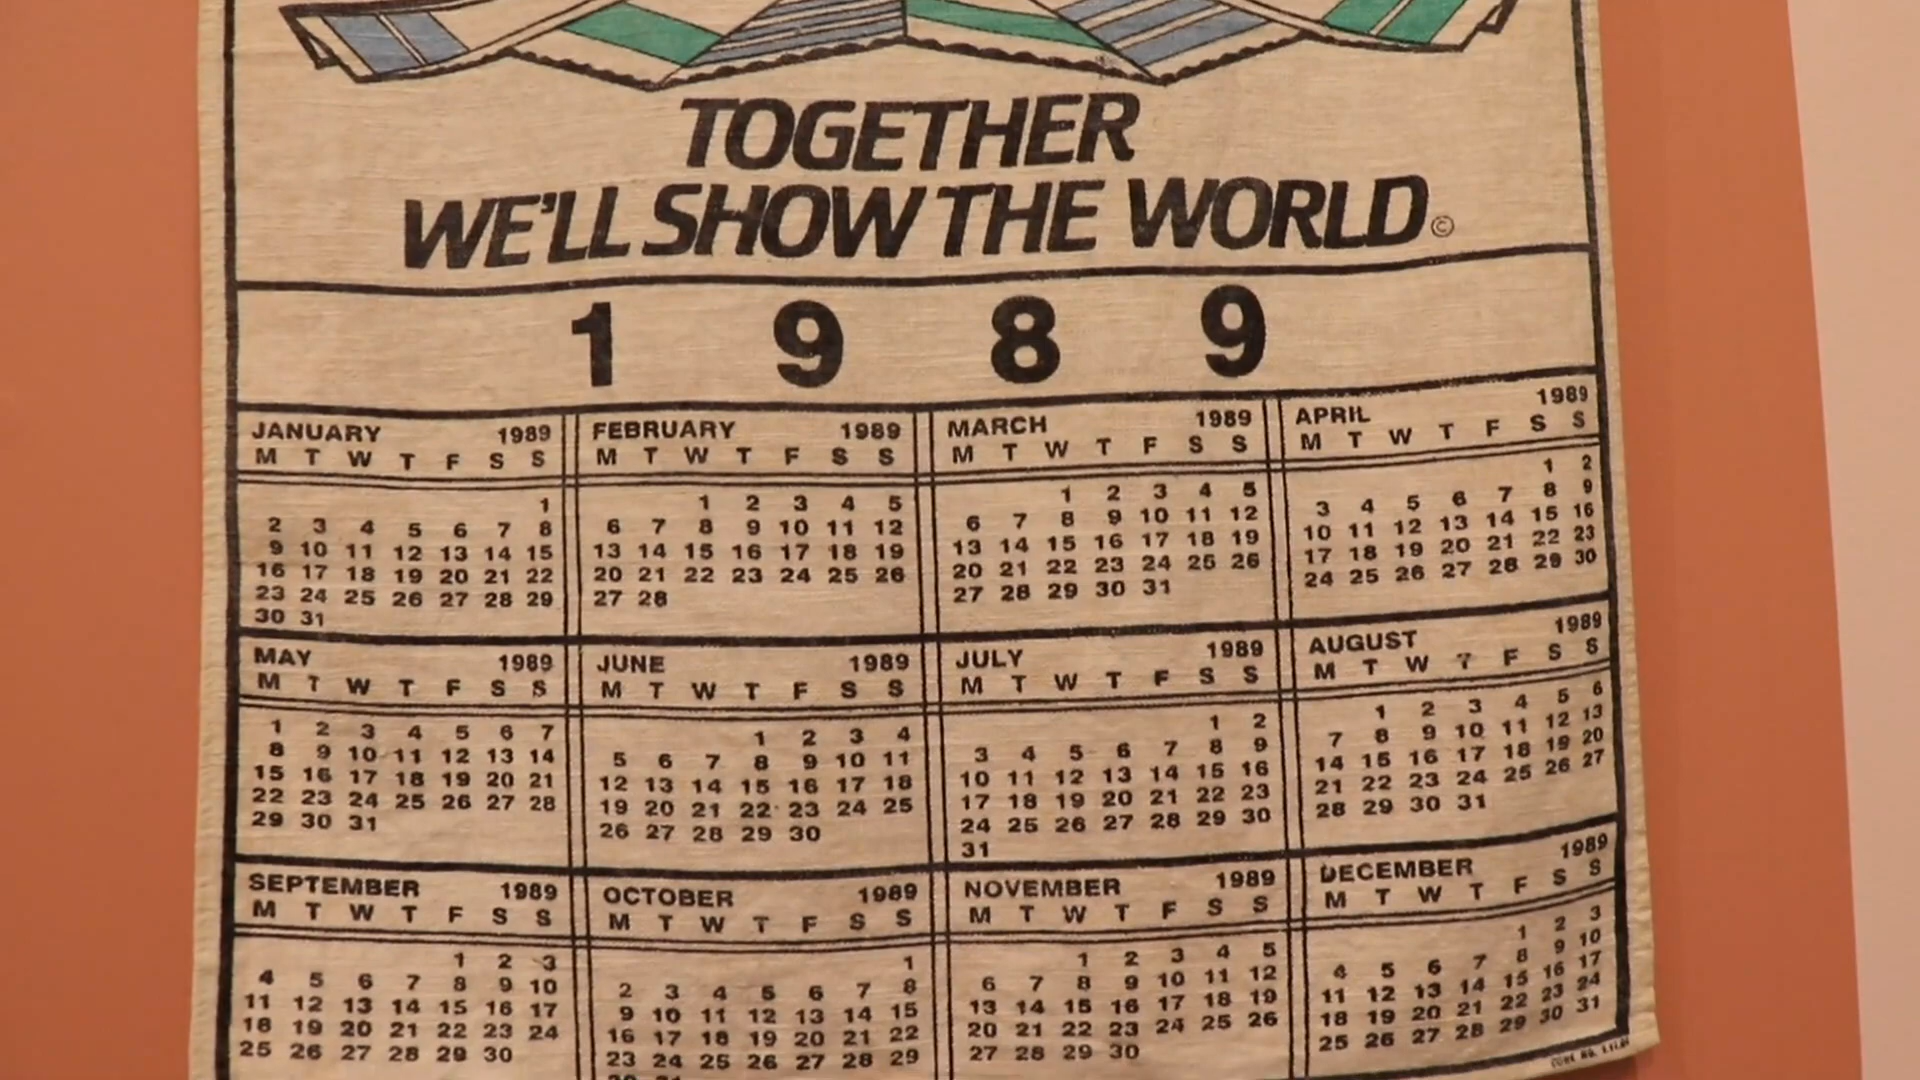 TOGETHER
WE'LL SHOW THE WORLD©
1 9 8 9
JANUARY 1989
M T W T F S S
1
2 3 4 5 6 7 8
9 10 11 12 13 14 15
16 17 18 19 20 21 22
23 24 25 26 27 28 29
30 31
FEBRUARY 1989
M T W T F S S
1 2 3 4 5
6 7 8 9 10 11 12
13 14 15 16 17 18 19
20 21 22 23 24 25 26
27 28
MARCH 1989
M T W T F S S
1 2 3 4 5
6 7 8 9 10 11 12
13 14 15 16 17 18 19
20 21 22 23 24 25 26
27 28 29 30 31
APRIL 1989
M T W T F S S
1 2
3 4 5 6 7 8 9
10 11 12 13 14 15 16
17 18 19 20 21 22 23
24 25 26 27 28 29 30
MAY 1989
M T W T F S S
1 2 3 4 5 6 7
8 9 10 11 12 13 14
15 16 17 18 19 20 21
22 23 24 25 26 27 28
29 30 31
JUNE 1989
M T W T F S S
1 2 3 4
5 6 7 8 9 10 11
12 13 14 15 16 17 18
19 20 21 22 23 24 25
26 27 28 29 30
JULY 1989
M T W T F S S
1 2
3 4 5 6 7 8 9
10 11 12 13 14 15 16
17 18 19 20 21 22 23
24 25 26 27 28 29 30
31
AUGUST 1989
M T W T F S S
1 2 3 4 5 6
7 8 9 10 11 12 13
14 15 16 17 18 19 20
21 22 23 24 25 26 27
28 29 30 31
SEPTEMBER 1989
M T W T F S S
1 2 3
4 5 6 7 8 9 10
11 12 13 14 15 16 17
18 19 20 21 22 23 24
25 26 27 28 29 30
OCTOBER 1989
M T W T F S S
1
2 3 4 5 6 7 8
9 10 11 12 13 14 15
16 17 18 19 20 21 22
23 24 25 26 27 28 29
NOVEMBER 1989
M T W T F S S
1 2 3 4 5
6 7 8 9 10 11 12
13 14 15 16 17 18 19
20 21 22 23 24 25 26
27 28 29 30
DECEMBER 1989
M T W T F S S
1 2 3
4 5 6 7 8 9 10
11 12 13 14 15 16 17
18 19 20 21 22 23 24
25 26 27 28 29 30 31